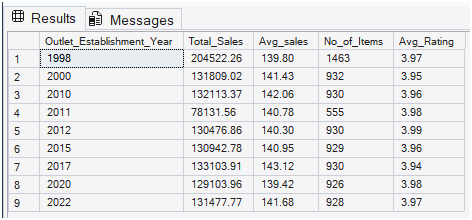 Results Messages
Outlet_Establishment_Year Total_Sales Avg_sales No_of_Items Avg_Rating
1 1998 204522.26 139.80 1463 3.97
2 2000 131809.02 141.43 932 3.95
3 2010 132113.37 142.06 930 3.96
4 2011 78131.56 140.78 555 3.98
5 2012 130476.86 140.30 930 3.99
6 2015 130942.78 140.95 929 3.96
7 2017 133103.91 143.12 930 3.94
8 2020 129103.96 139.42 926 3.98
9 2022 131477.77 141.68 928 3.97